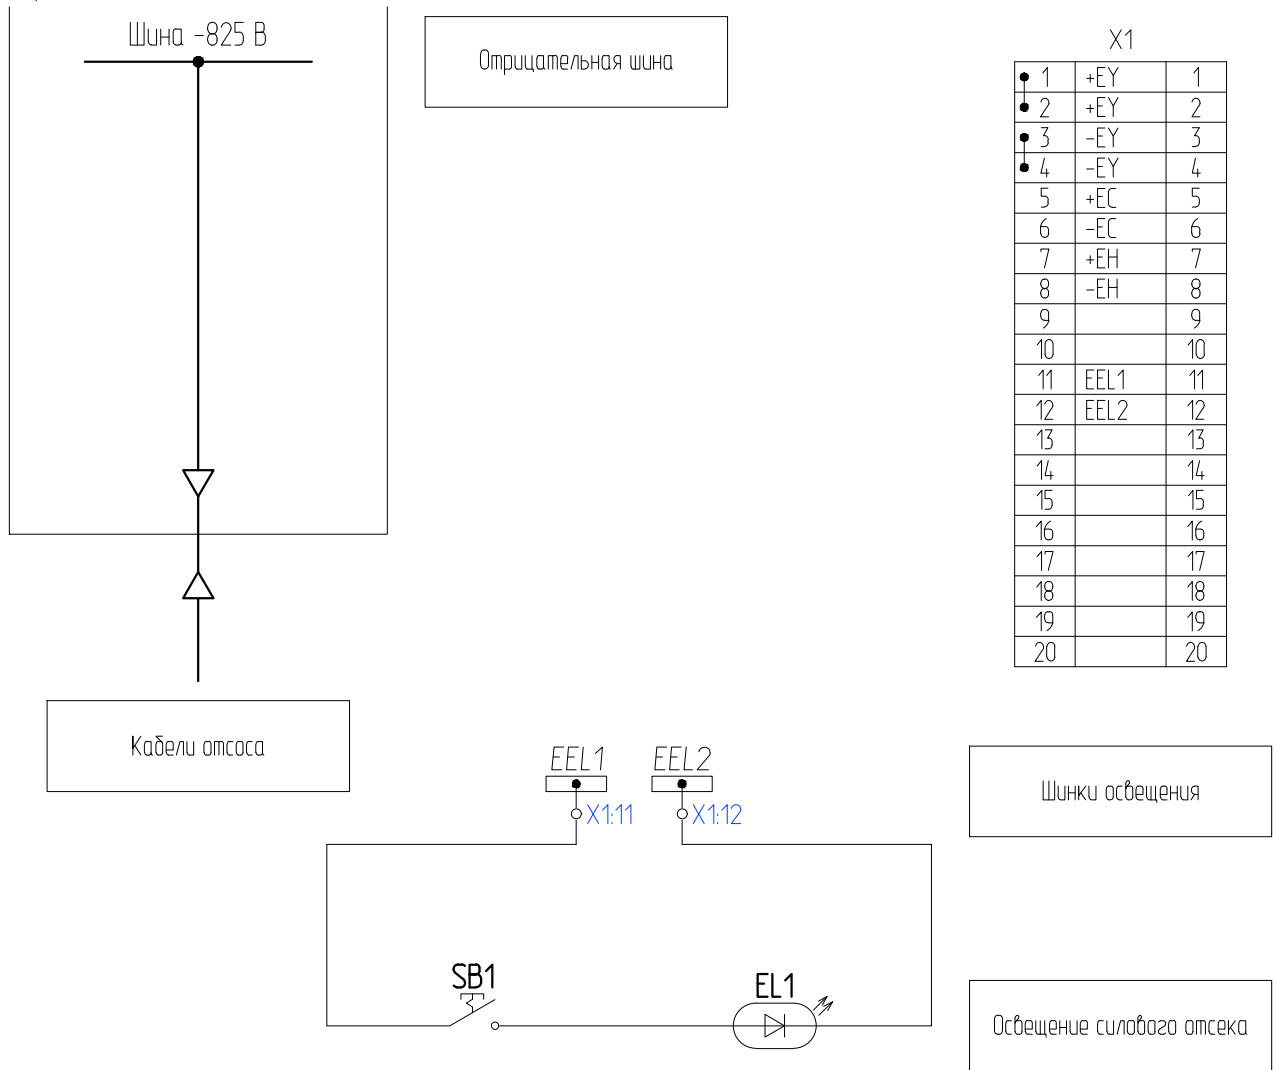 Шина -825 В
Отрицательная шина
X1
1 +EY 1
2 +EY 2
3 -EY 3
4 -EY 4
5 +EC 5
6 -EC 6
7 +EH 7
8 -EH 8
9 9
10 10
11 EEL1 11
12 EEL2 12
13 13
14 14
15 15
16 16
17 17
18 18
19 19
20 20
Кабели отсоса
EEL1 EEL2
X1:11 X1:12
Шинки освещения
SB1
EL1
Освещение силового отсека